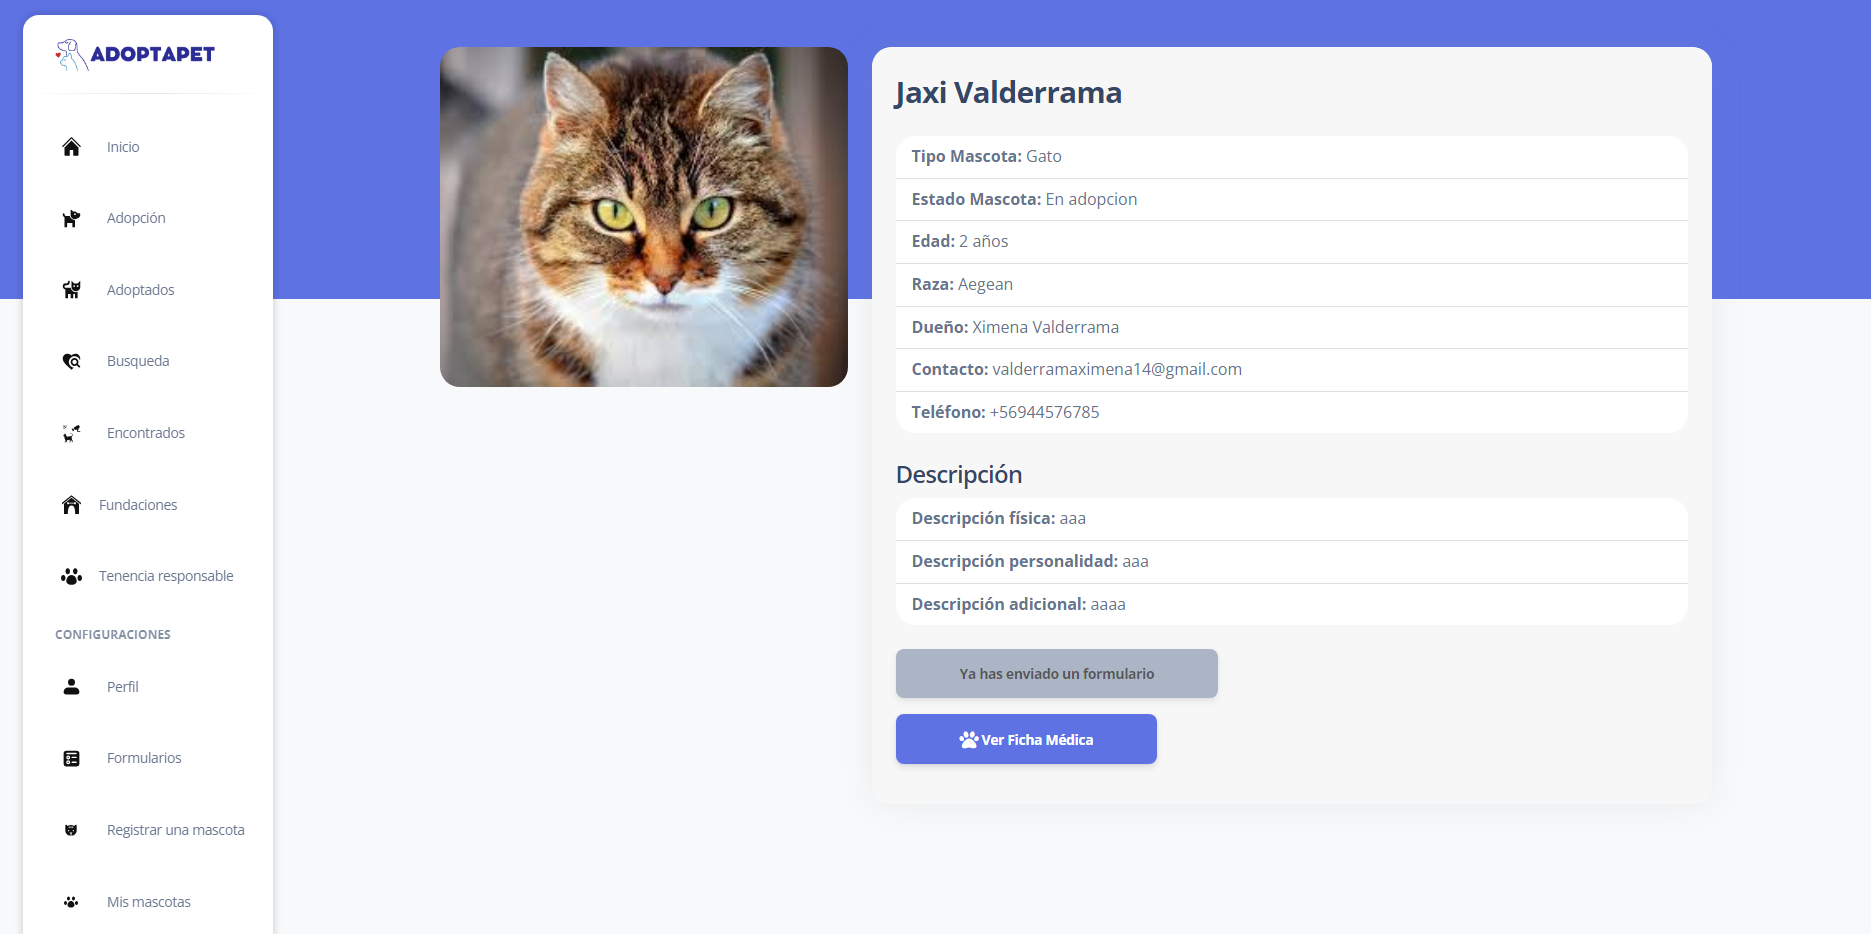 ADOPTAPET
Inicio
Adopción
Adoptados
Busqueda
Encontrados
Fundaciones
Tenencia responsable
CONFIGURACIONES
Perfil
Formularios
Registrar una mascota
Mis mascotas
Jaxi Valderrama
Tipo Mascota: Gato
Estado Mascota: En adopcion
Edad: 2 años
Raza: Aegean
Dueño: Ximena Valderrama
Contacto: valderramaximena14@gmail.com
Teléfono: +56944576785
Descripción
Descripción física: aaa
Descripción personalidad: aaa
Descripción adicional: aaaa
Ya has enviado un formulario
Ver Ficha Médica